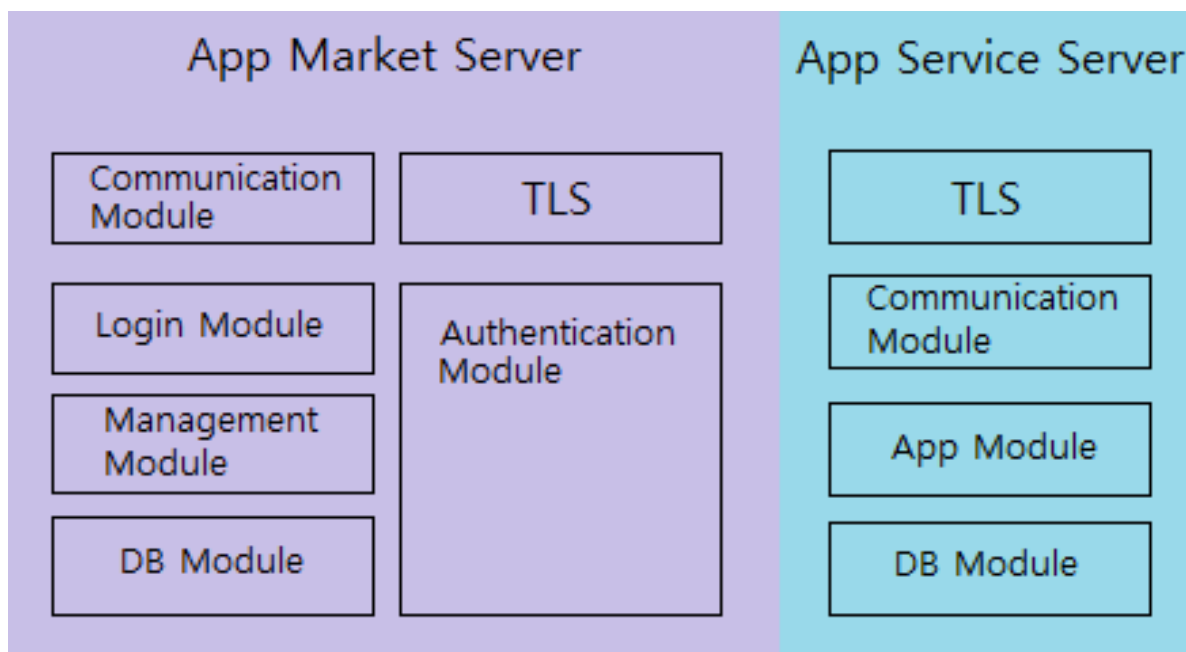 App Market Server
Communication
Module
TLS
Login Module
Authentication
Module
Management
Module
DB Module
App Service Server
TLS
Communication
Module
App Module
DB Module